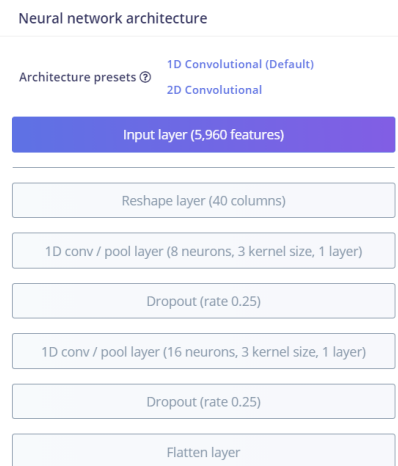 Neural network architecture
Architecture presets ?
1D Convolutional (Default)
2D Convolutional
Input layer (5,960 features)
Reshape layer (40 columns)
1D conv / pool layer (8 neurons, 3 kernel size, 1 layer)
Dropout (rate 0.25)
1D conv / pool layer (16 neurons, 3 kernel size, 1 layer)
Dropout (rate 0.25)
Flatten layer